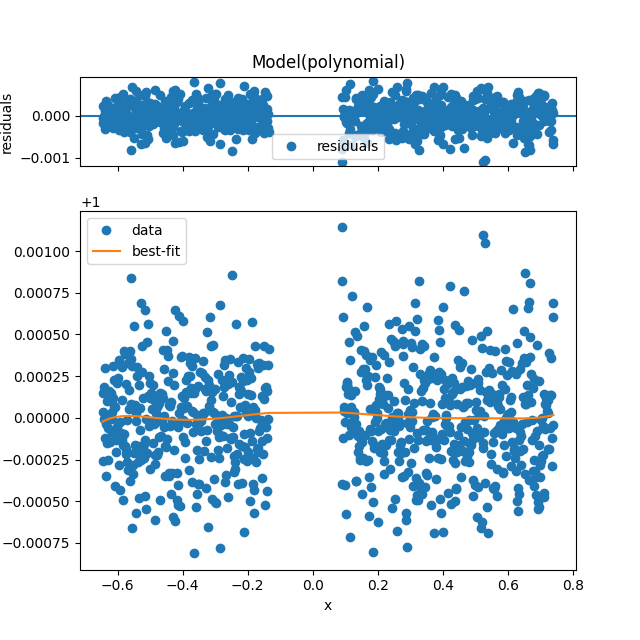 Model(polynomial)
residuals
0.000
−0.001
residuals
+1
data
best-fit
0.00100
0.00075
0.00050
0.00025
0.00000
−0.00025
−0.00050
−0.00075
−0.6 −0.4 −0.2 0.0 0.2 0.4 0.6 0.8
x